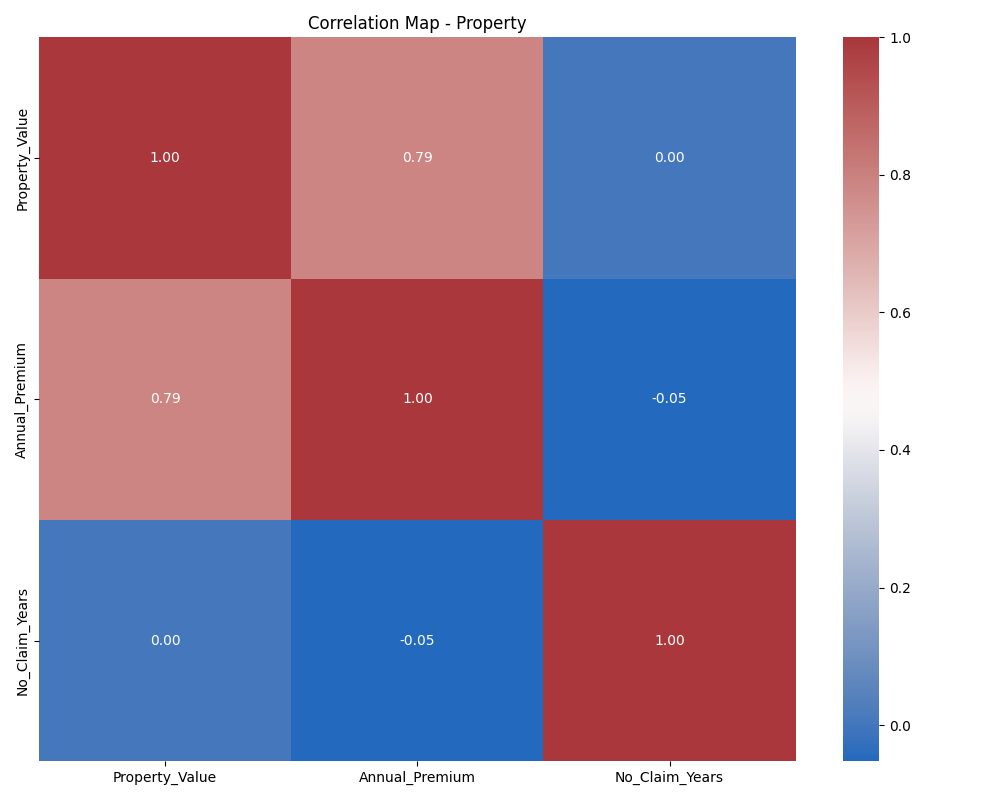 Correlation Map - Property
Property_Value
1.00
0.79
0.00
Annual_Premium
0.79
1.00
-0.05
No_Claim_Years
0.00
-0.05
1.00
Property_Value
Annual_Premium
No_Claim_Years
1.0
0.8
0.6
0.4
0.2
0.0